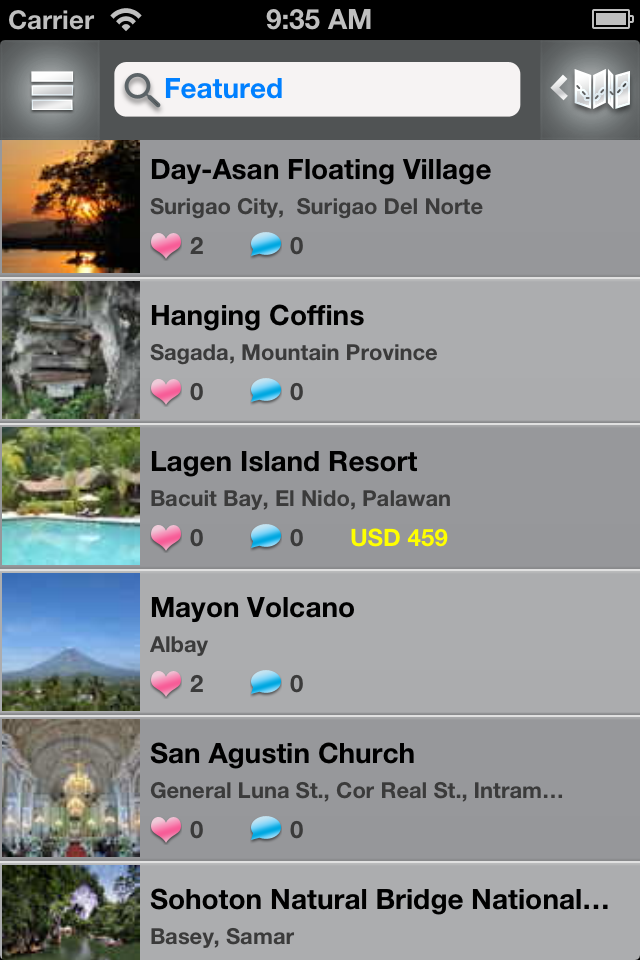 Carrier 9:35 AM
Featured
Day-Asan Floating Village
Surigao City,  Surigao Del Norte
2 0
Hanging Coffins
Sagada, Mountain Province
0 0
Lagen Island Resort
Bacuit Bay, El Nido, Palawan
0 0 USD 459
Mayon Volcano
Albay
2 0
San Agustin Church
General Luna St., Cor Real St., Intram…
0 0
Sohoton Natural Bridge National…
Basey, Samar